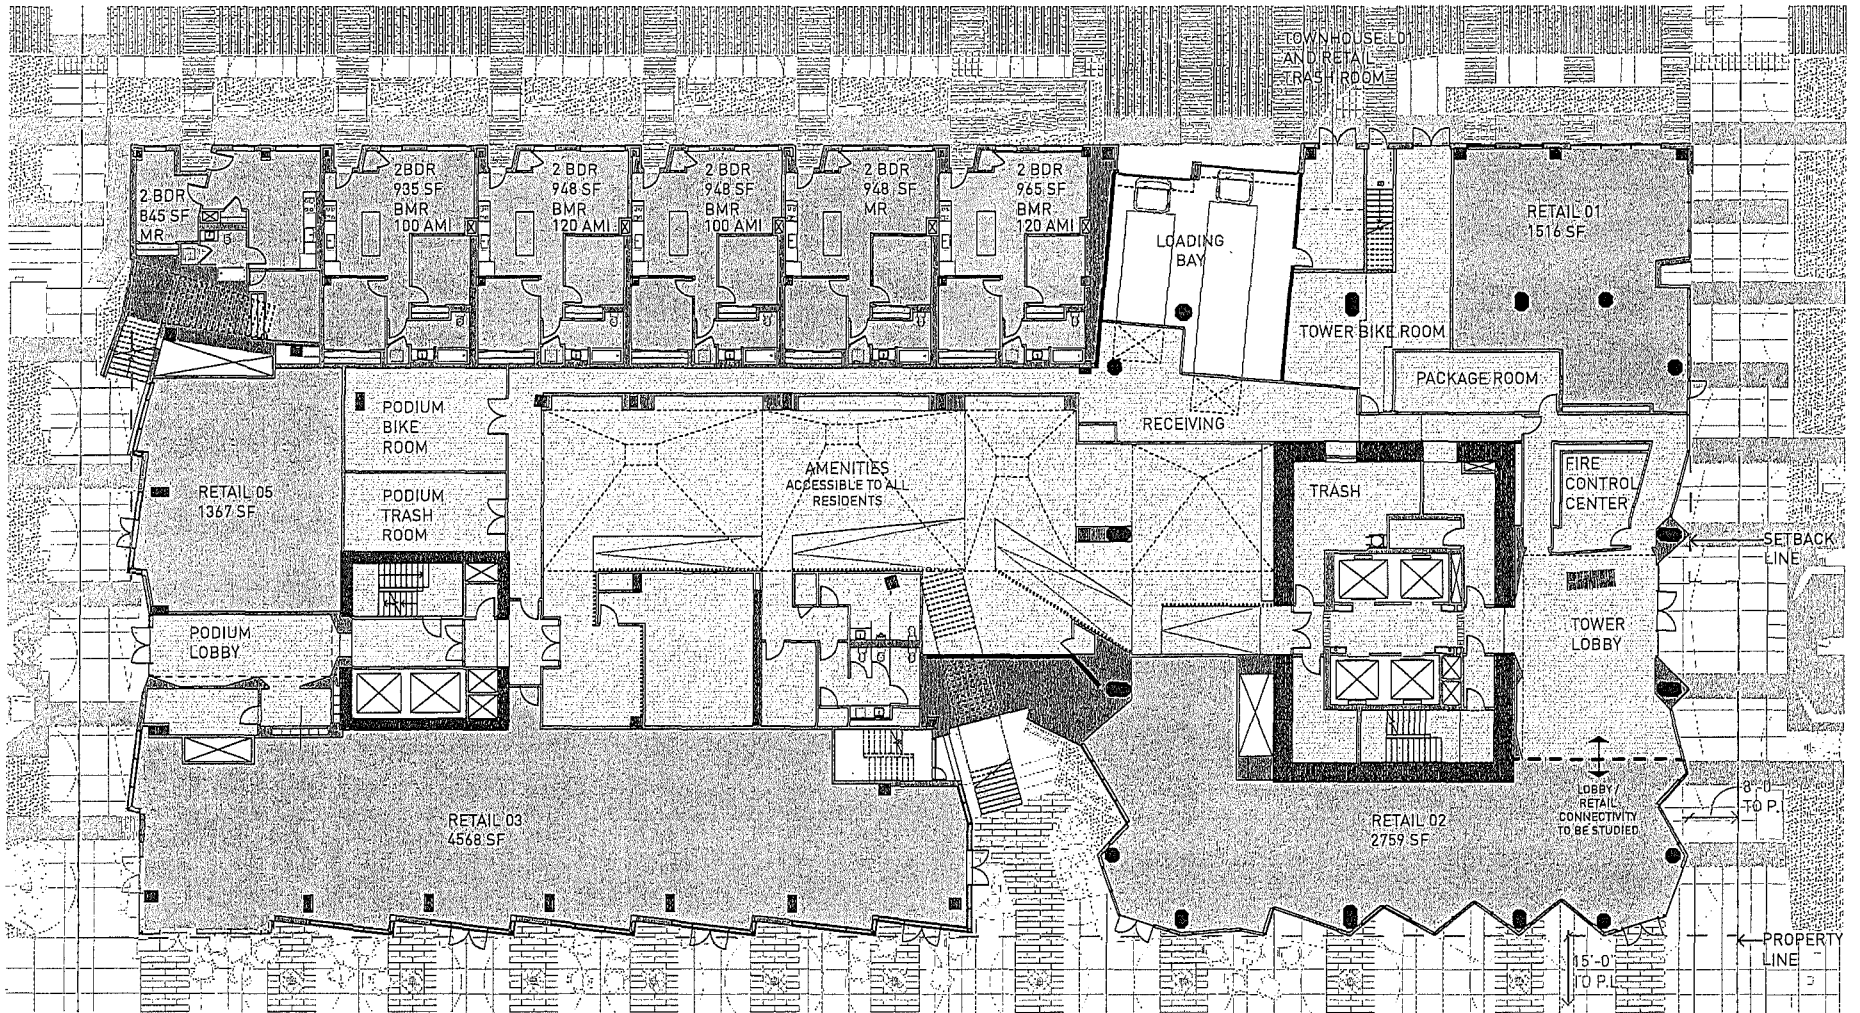 TOWNHOUSE LOT
AND RETAIL
TRASH ROOM
2 BDR
845 SF
MR
2BDR
935 SF
BMR
100 AMI
2 BDR
948 SF
BMR
120 AMI
2 BDR
948 SF
BMR
100 AMI
2 BDR
948 SF
MR
2 BDR
965 SF
BMR
120 AMI
LOADING
BAY
RETAIL 01
1516 SF
TOWER BIKE ROOM
PACKAGE ROOM
PODIUM
BIKE
ROOM
RECEIVING
AMENITIES
ACCESSIBLE TO ALL
RESIDENTS
RETAIL 05
1367 SF
PODIUM
TRASH
ROOM
TRASH
FIRE
CONTROL
CENTER
SETBACK
LINE
PODIUM
LOBBY
TOWER
LOBBY
LOBBY /
RETAIL
CONNECTIVITY
TO BE STUDIED
8'-0"
TO P.L.
RETAIL 03
4568 SF
RETAIL 02
2759 SF
PROPERTY
LINE
15'-0"
TO P.L.